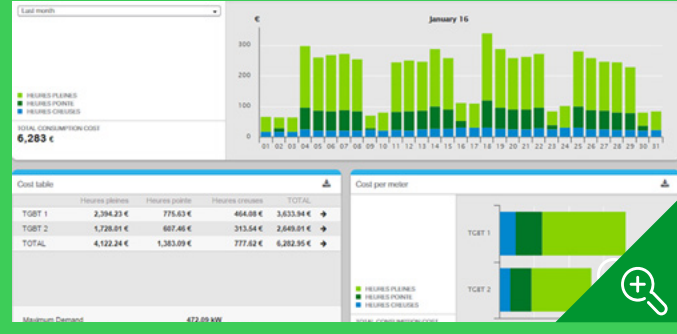 Last month
€
January 16
300
200
100
0
HEURES PLEINES
HEURES POINTE
HEURES CREUSES
TOTAL CONSUMPTION COST
6,283 €
01 02 03 04 05 06 07 08 09 10 11 12 13 14 15 16 17 18 19 20 21 22 23 24 25 26 27 28 29 30 31
Cost table
Heures pleines Heures pointe Heures creuses TOTAL
TGBT 1 2,394.23 € 775.63 € 464.08 € 3,633.94 €
TGBT 2 1,728.01 € 607.46 € 313.54 € 2,649.01 €
TOTAL 4,122.24 € 1,383.09 € 777.62 € 6,282.95 €
Maximum Demand 472.09 kW
Cost per meter
TGBT 1
TGBT 2
HEURES PLEINES
HEURES POINTE
HEURES CREUSES
TOTAL CONSUMPTION COST